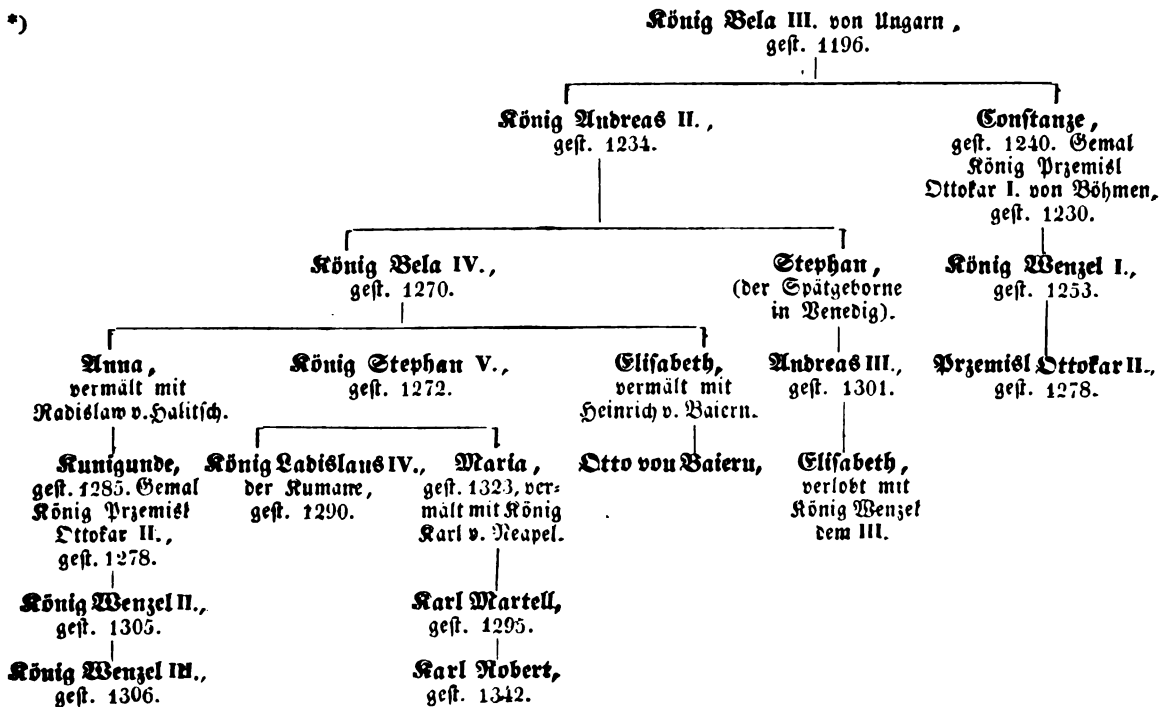 *)
König Bela III. von Ungarn,
gest. 1196.
König Andreas II.,
gest. 1234.
Constanze,
gest. 1240. Gemal
König Przemisl
Ottokar I. von Böhmen,
gest. 1230.
König Bela IV.,
gest. 1270.
Stephan,
(der Spätgeborne
in Venedig).
König Wenzel I.,
gest. 1253.
Anna,
vermält mit
Radislaw v. Halitsch.
König Stephan V.,
gest. 1272.
Elisabeth,
vermält mit
Heinrich v. Baiern.
Andreas III.,
gest. 1301.
Przemisl Ottokar II.,
gest. 1278.
Kunigunde,
gest. 1285. Gemal
König Przemisl
Ottokar II.,
gest. 1278.
König Ladislaus IV.,
der Kumane,
gest. 1290.
Maria,
gest. 1323, ver-
mält mit König
Karl v. Neapel.
Otto von Baiern,
Elisabeth,
verlobt mit
König Wenzel
dem III.
König Wenzel II.,
gest. 1305.
Karl Martell,
gest. 1295.
König Wenzel III.,
gest. 1306.
Karl Robert,
gest. 1342.